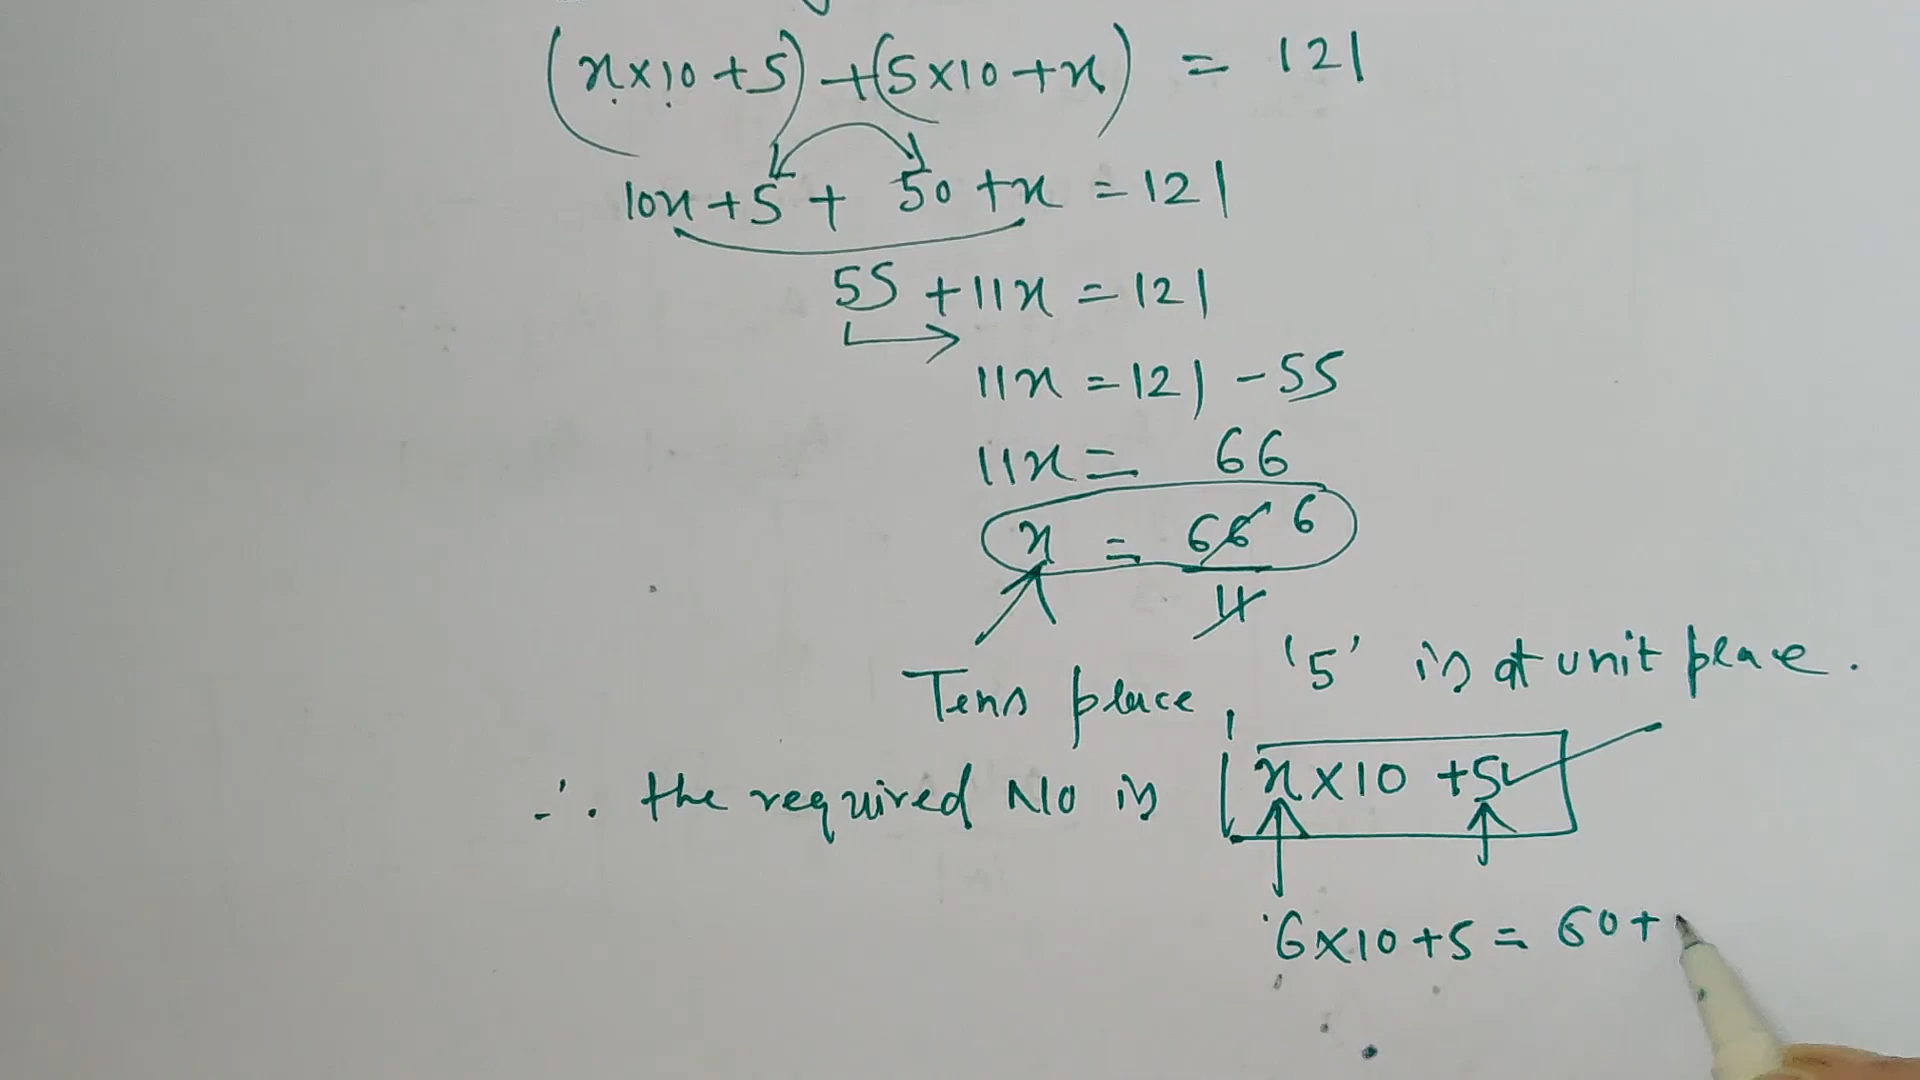 (x×10+5)+(5×10+x) = 121
10x+5+ 50+x =121
55 +11x =121
11x =121 -55
11x = 66
x = 66 6
11
Tens place, '5' is at unit place.
∴ the required No is x×10 +5
6×10+5= 60+